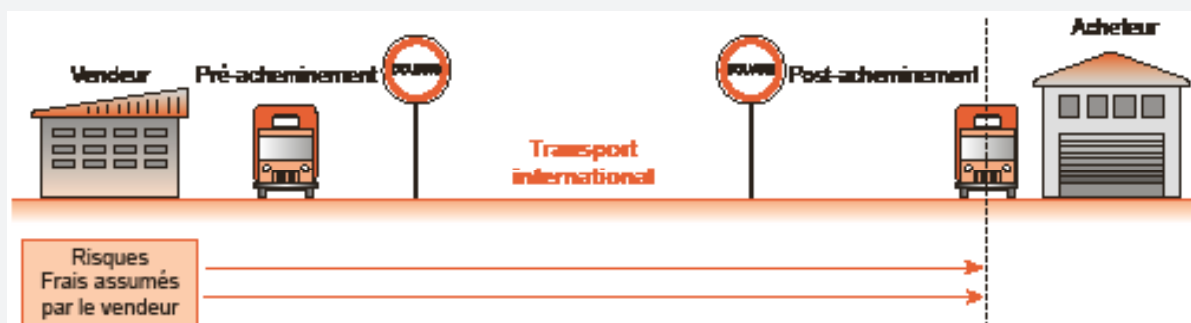 Acheteur
Vendeur
Pré-acheminement
DOUANE
DOUANE
Post-acheminement
Transport
international
Risques
Frais assumés
par le vendeur